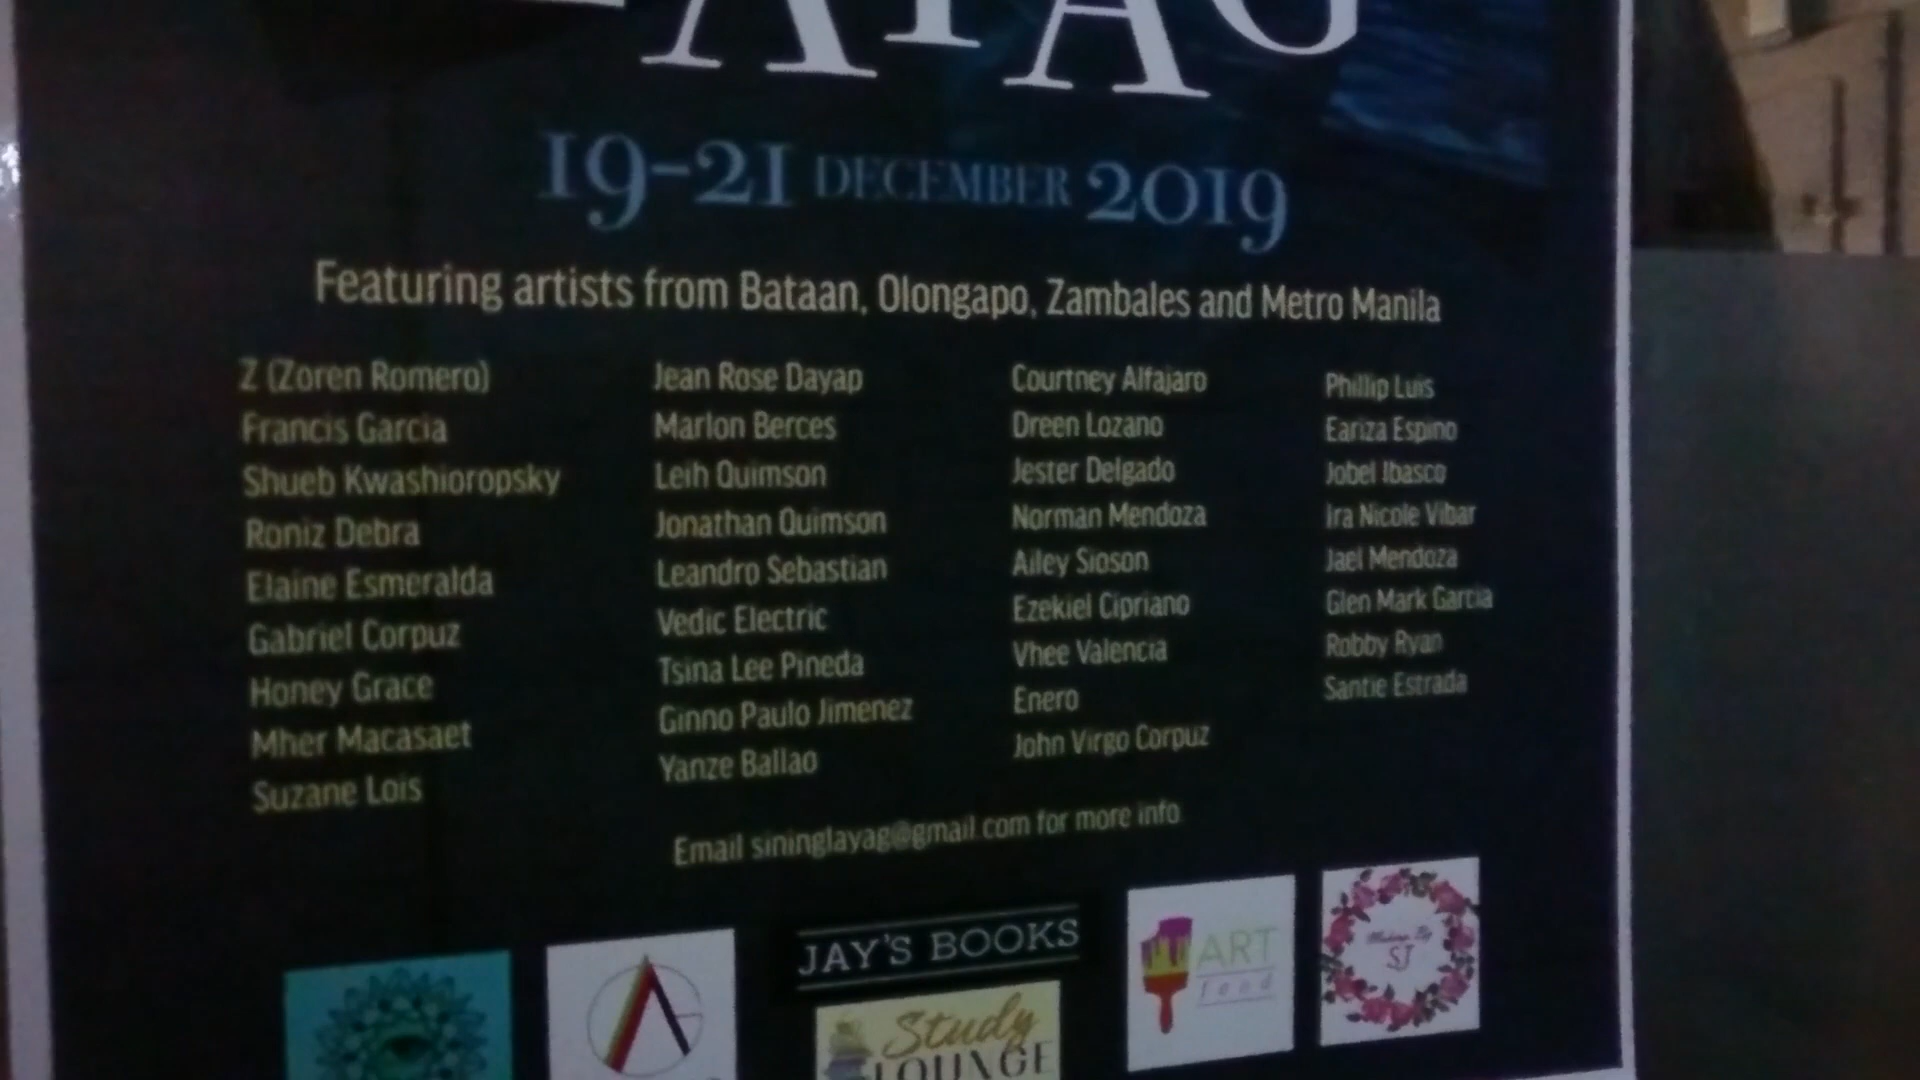 LAYAG
19-21 DECEMBER 2019
Featuring artists from Bataan, Olongapo, Zambales and Metro Manila
Z (Zoren Romero)
Francis Garcia
Shueb Kwashioropsky
Roniz Debra
Elaine Esmeralda
Gabriel Corpuz
Honey Grace
Mher Macasaet
Suzane Lois
Jean Rose Dayap
Marlon Berces
Leih Quimson
Jonathan Quimson
Leandro Sebastian
Vedic Electric
Tsina Lee Pineda
Ginno Paulo Jimenez
Yanze Ballao
Courtney Alfajaro
Dreen Lozano
Jester Delgado
Norman Mendoza
Ailey Sioson
Ezekiel Cipriano
Vhee Valencia
Enero
John Virgo Corpuz
Phillip Luis
Eariza Espino
Jobel Ibasco
Ira Nicole Vibar
Jael Mendoza
Glen Mark Garcia
Robby Ryan
Santie Estrada
Email sininglayag@gmail.com for more info
JAY'S BOOKS
Study
LOUNGE
ART
food
SJ